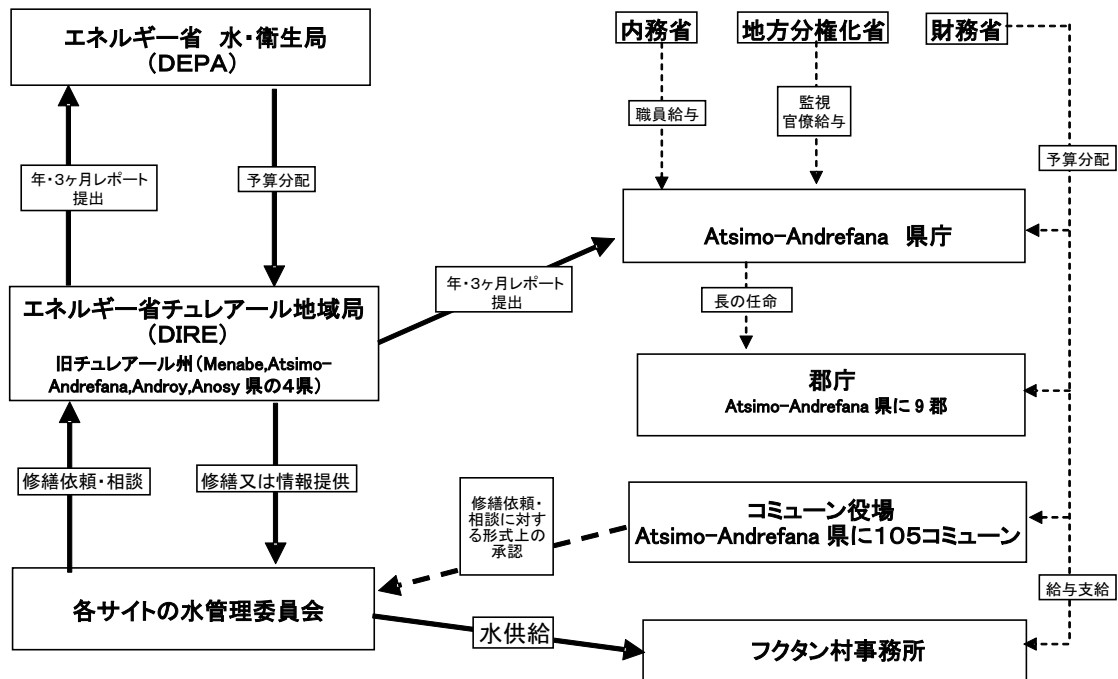 エネルギー省 水・衛生局
(DEPA)
内務省
地方分権化省
財務省
職員給与
監視
官僚給与
年・3ヶ月レポート
提出
予算分配
予算分配
Atsimo-Andrefana 県庁
年・3ヶ月レポート
提出
長の任命
エネルギー省チュレアール地域局
(DIRE)
旧チュレアール州(Menabe,Atsimo-
Andrefana,Androy,Anosy 県の4県)
郡庁
Atsimo-Andrefana 県に 9 郡
修繕依頼・相談
修繕又は情報提供
修繕依頼・
相談に対す
る形式上の
承認
コミューン役場
Atsimo-Andrefana 県に105コミューン
各サイトの水管理委員会
給与支給
水供給
フクタン村事務所